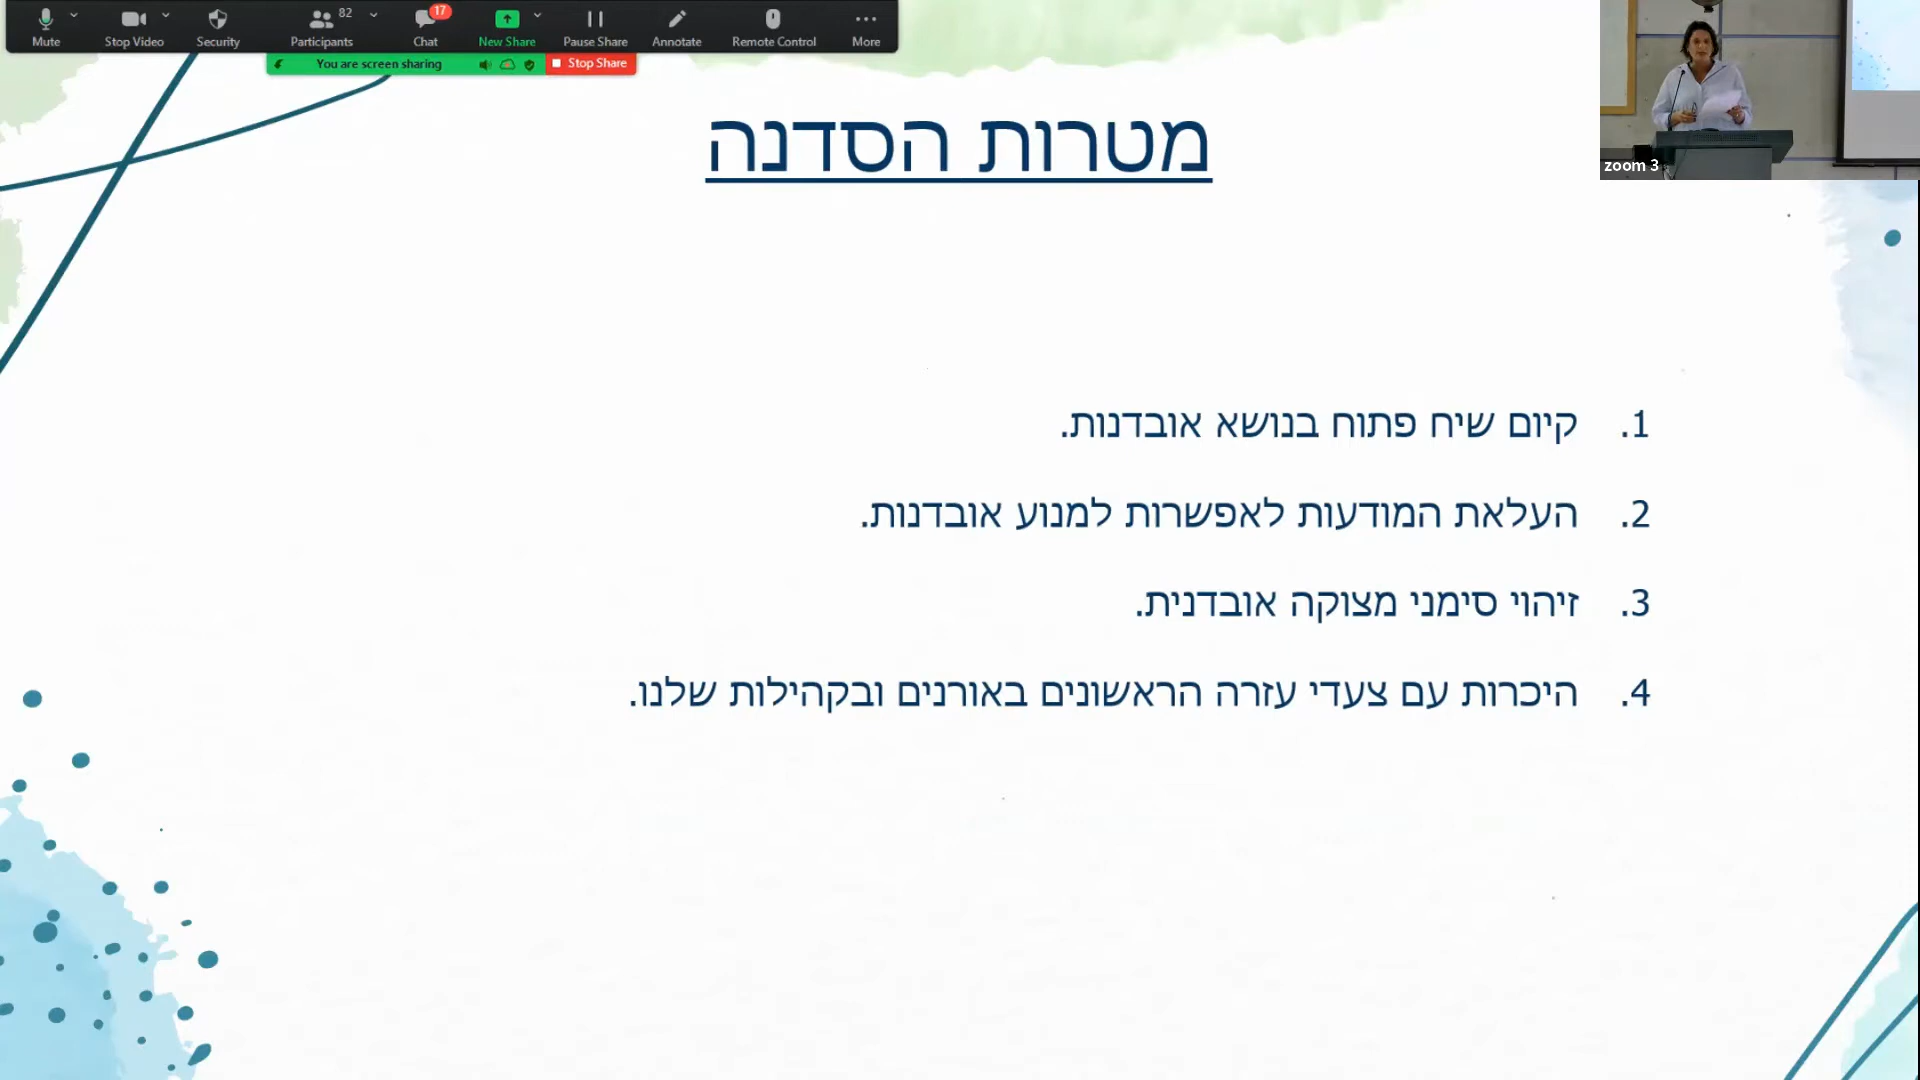 82
17
Mute
Stop Video
Security
Participants
Chat
New Share
Pause Share
Annotate
Remote Control
More
You are screen sharing
Stop Share
zoom 3
מטרות הסדנה
1. קיום שיח פתוח בנושא אובדנות.
2. העלאת המודעות לאפשרות למנוע אובדנות.
3. זיהוי סימני מצוקה אובדנית.
4. היכרות עם צעדי עזרה הראשונים באורנים ובקהילות שלנו.